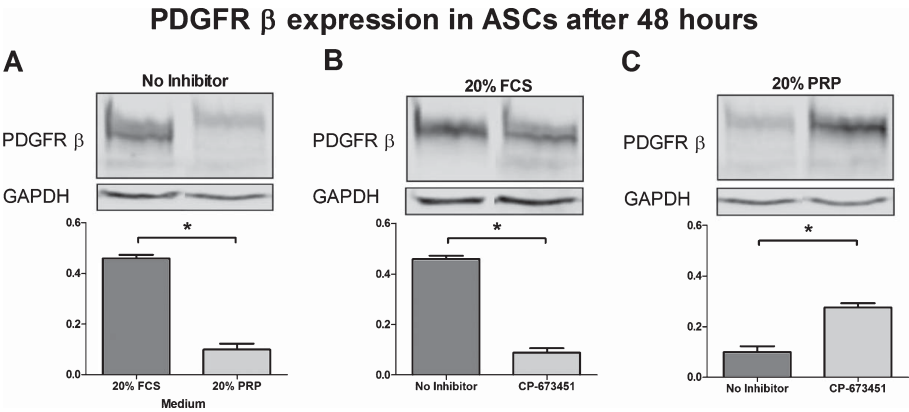 PDGFR β expression in ASCs after 48 hours
A
No Inhibitor
PDGFR β
GAPDH
0.6
0.4
0.2
0.0
*
20% FCS
20% PRP
Medium
B
20% FCS
PDGFR β
GAPDH
0.6
0.4
0.2
0.0
*
No Inhibitor
CP-673451
C
20% PRP
PDGFR β
GAPDH
0.6
0.4
0.2
0.0
*
No Inhibitor
CP-673451